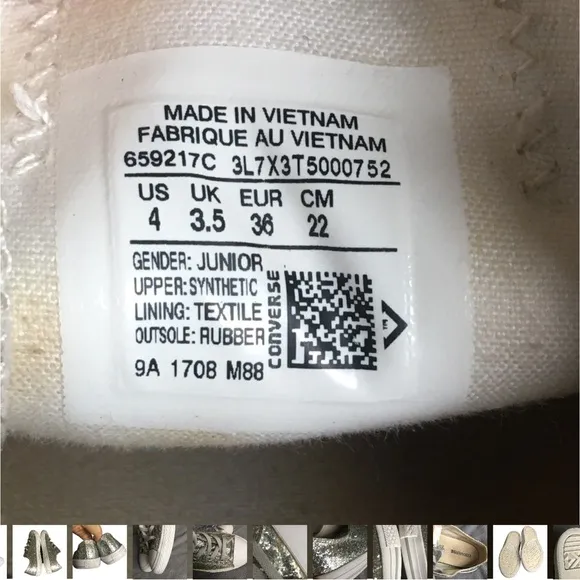 MADE IN VIETNAM
FABRIQUE AU VIETNAM
659217C 3L7X3T5000752
US UK EUR CM
4 3.5 36 22
GENDER: JUNIOR
UPPER: SYNTHETIC
LINING: TEXTILE
OUTSOLE: RUBBER
CONVERSE
9A 1708 M88